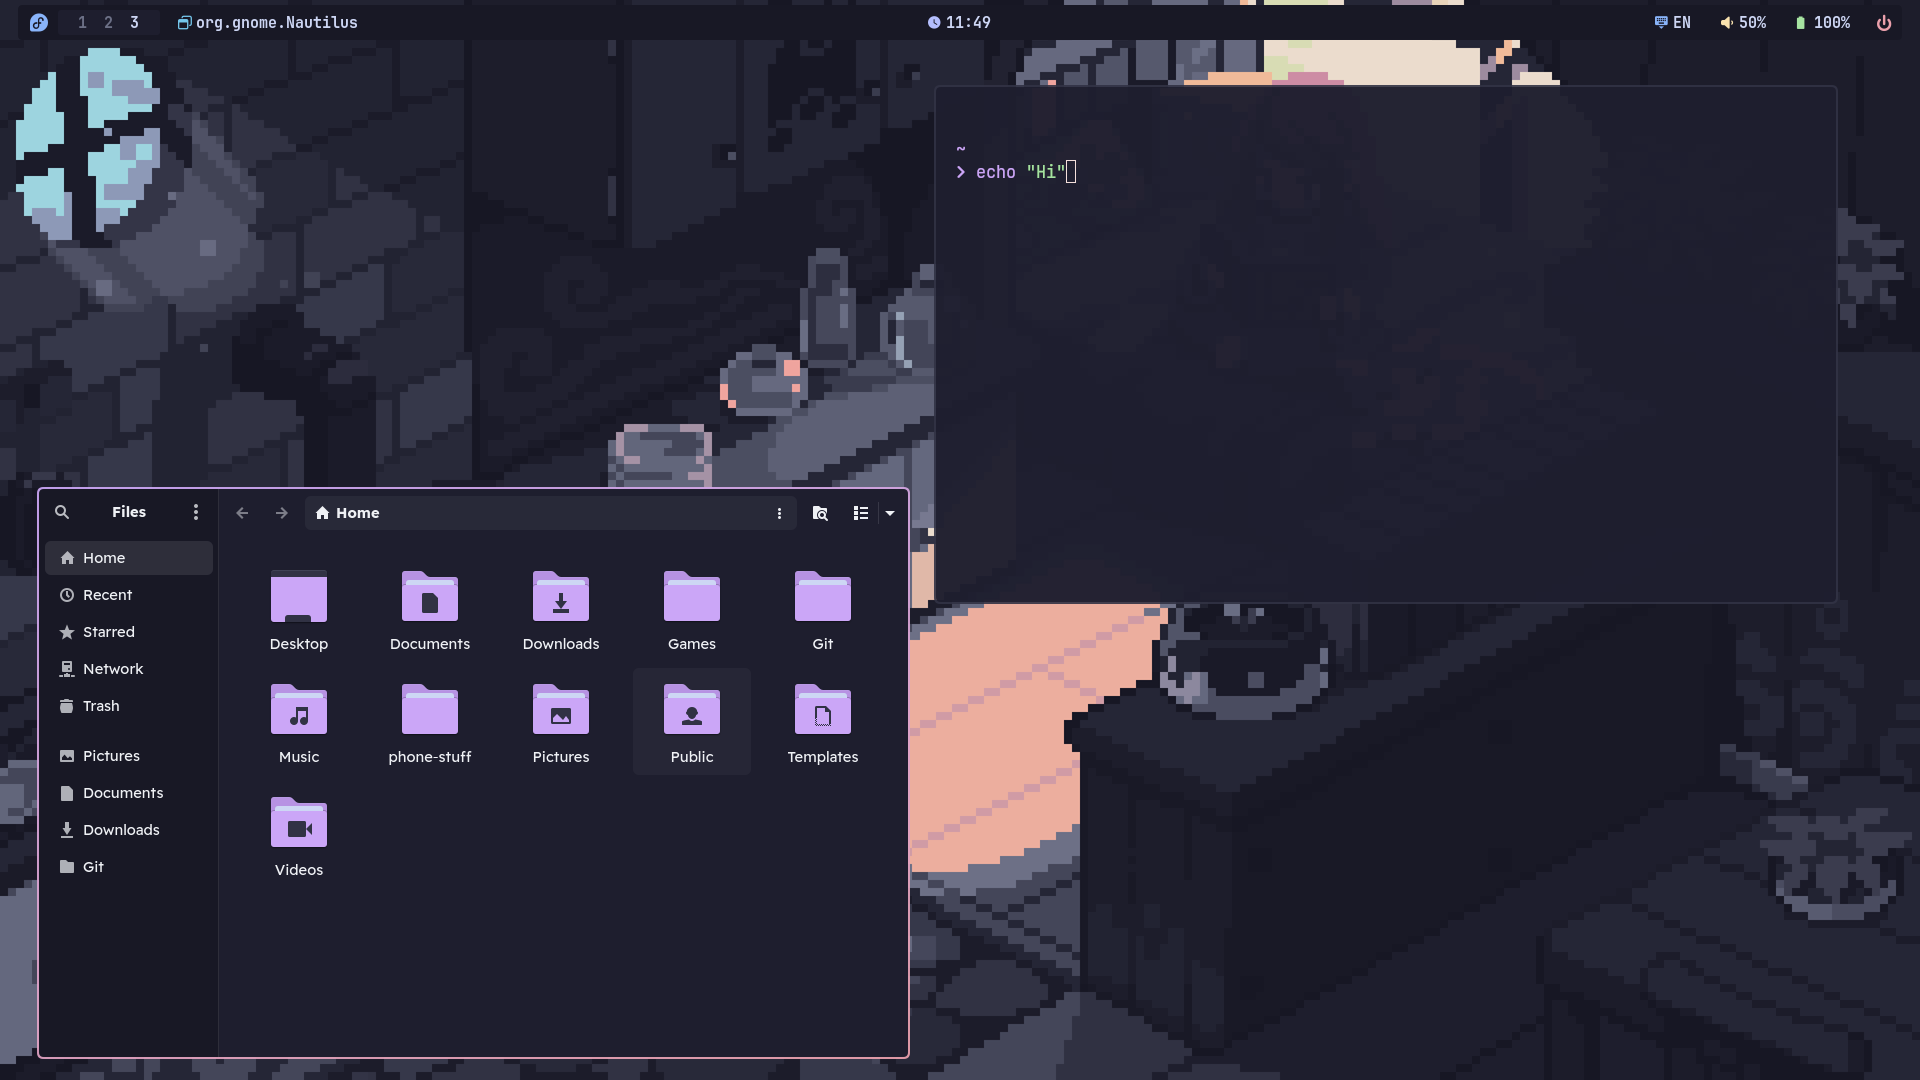 1 2 3 org.gnome.Nautilus 11:49 EN 50% 100%
~
❯ echo "Hi"
Files Home
Home
Recent
Starred
Network
Trash
Pictures
Documents
Downloads
Git
Desktop Documents Downloads Games Git
Music phone-stuff Pictures Public Templates
Videos